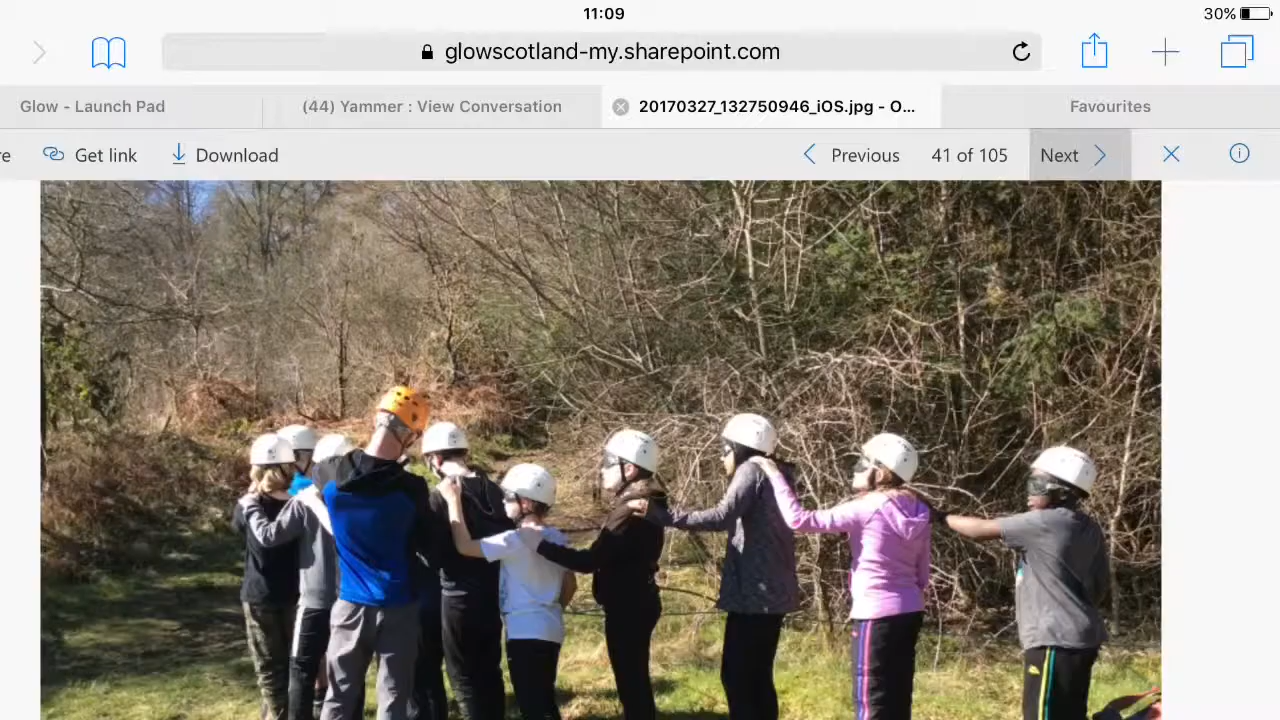 11:09
30%
glowscotland-my.sharepoint.com
Glow - Launch Pad
(44) Yammer : View Conversation
20170327_132750946_iOS.jpg - O...
Favourites
re
Get link
Download
Previous
41 of 105
Next